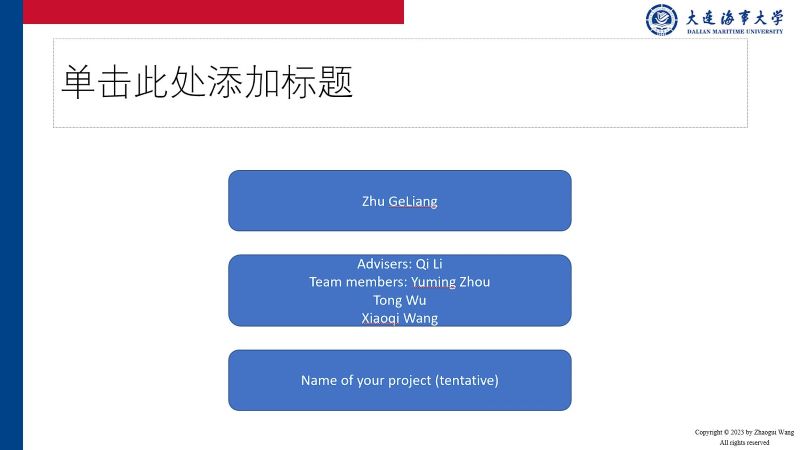 大连海事大学
DALIAN MARITIME UNIVERSITY
单击此处添加标题
Zhu GeLiang
Advisers: Qi Li
Team members: Yuming Zhou
Tong Wu
Xiaoqi Wang
Name of your project (tentative)
Copyright © 2023 by Zhaogui Wang
All rights reserved